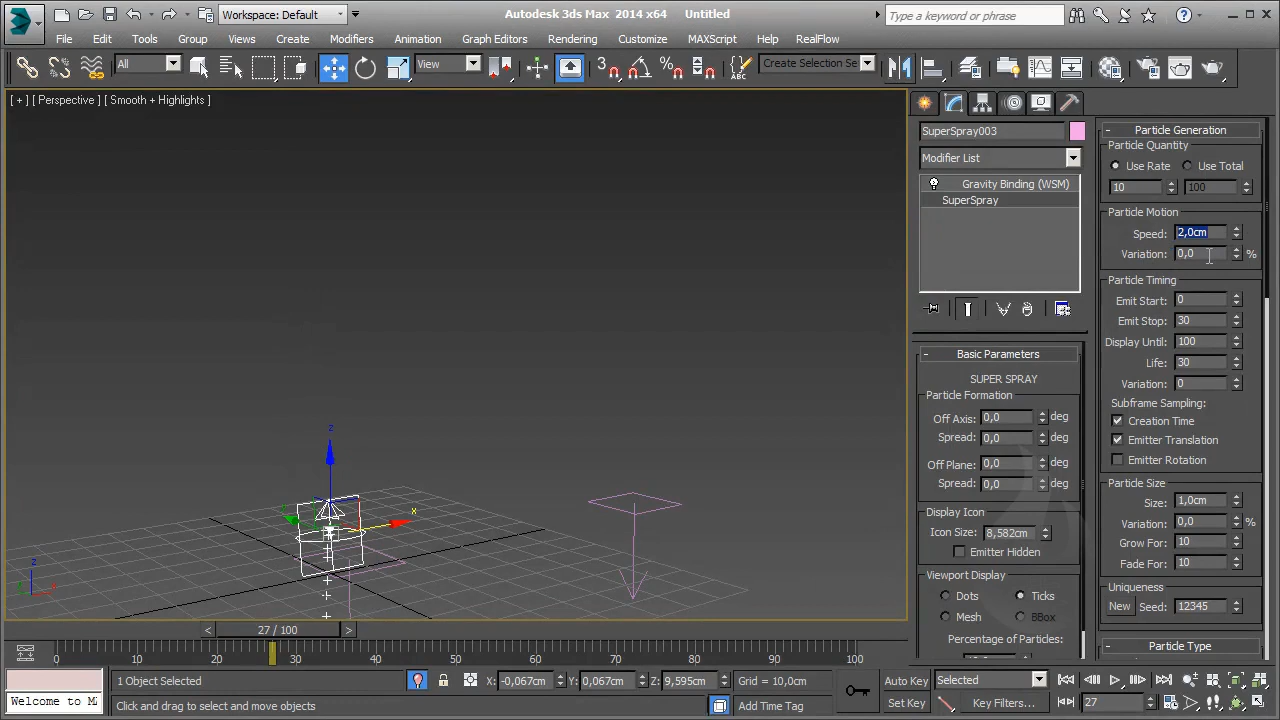 Workspace: Default
Autodesk 3ds Max 2014 x64 Untitled
Type a keyword or phrase
File Edit Tools Group Views Create Modifiers Animation Graph Editors Rendering Customize MAXScript Help RealFlow
All
View
3
Create Selection Se
[ + ] [ Perspective ] [ Smooth + Highlights ]
z
x
z
27 / 100
SuperSpray003
Modifier List
Gravity Binding (WSM)
SuperSpray
- Basic Parameters
SUPER SPRAY
Particle Formation
Off Axis: 0,0 deg
Spread: 0,0 deg
Off Plane: 0,0 deg
Spread: 0,0 deg
Display Icon
Icon Size: 8,582cm
Emitter Hidden
Viewport Display
Dots Ticks
Mesh BBox
Percentage of Particles:
- Particle Generation
Particle Quantity
Use Rate Use Total
10 100
Particle Motion
Speed: 2,0cm
Variation: 0,0 %
Particle Timing
Emit Start: 0
Emit Stop: 30
Display Until: 100
Life: 30
Variation: 0
Subframe Sampling:
Creation Time
Emitter Translation
Emitter Rotation
Particle Size
Size: 1,0cm
Variation: 0,0 %
Grow For: 10
Fade For: 10
Uniqueness
New Seed: 12345
- Particle Type
0 10 20 30 40 50 60 70 80 90 100
1 Object Selected
X: -0,067cm Y: 0,067cm Z: 9,595cm
Grid = 10,0cm
Auto Key Selected
Welcome to M
Click and drag to select and move objects
Add Time Tag
Set Key Key Filters...
27